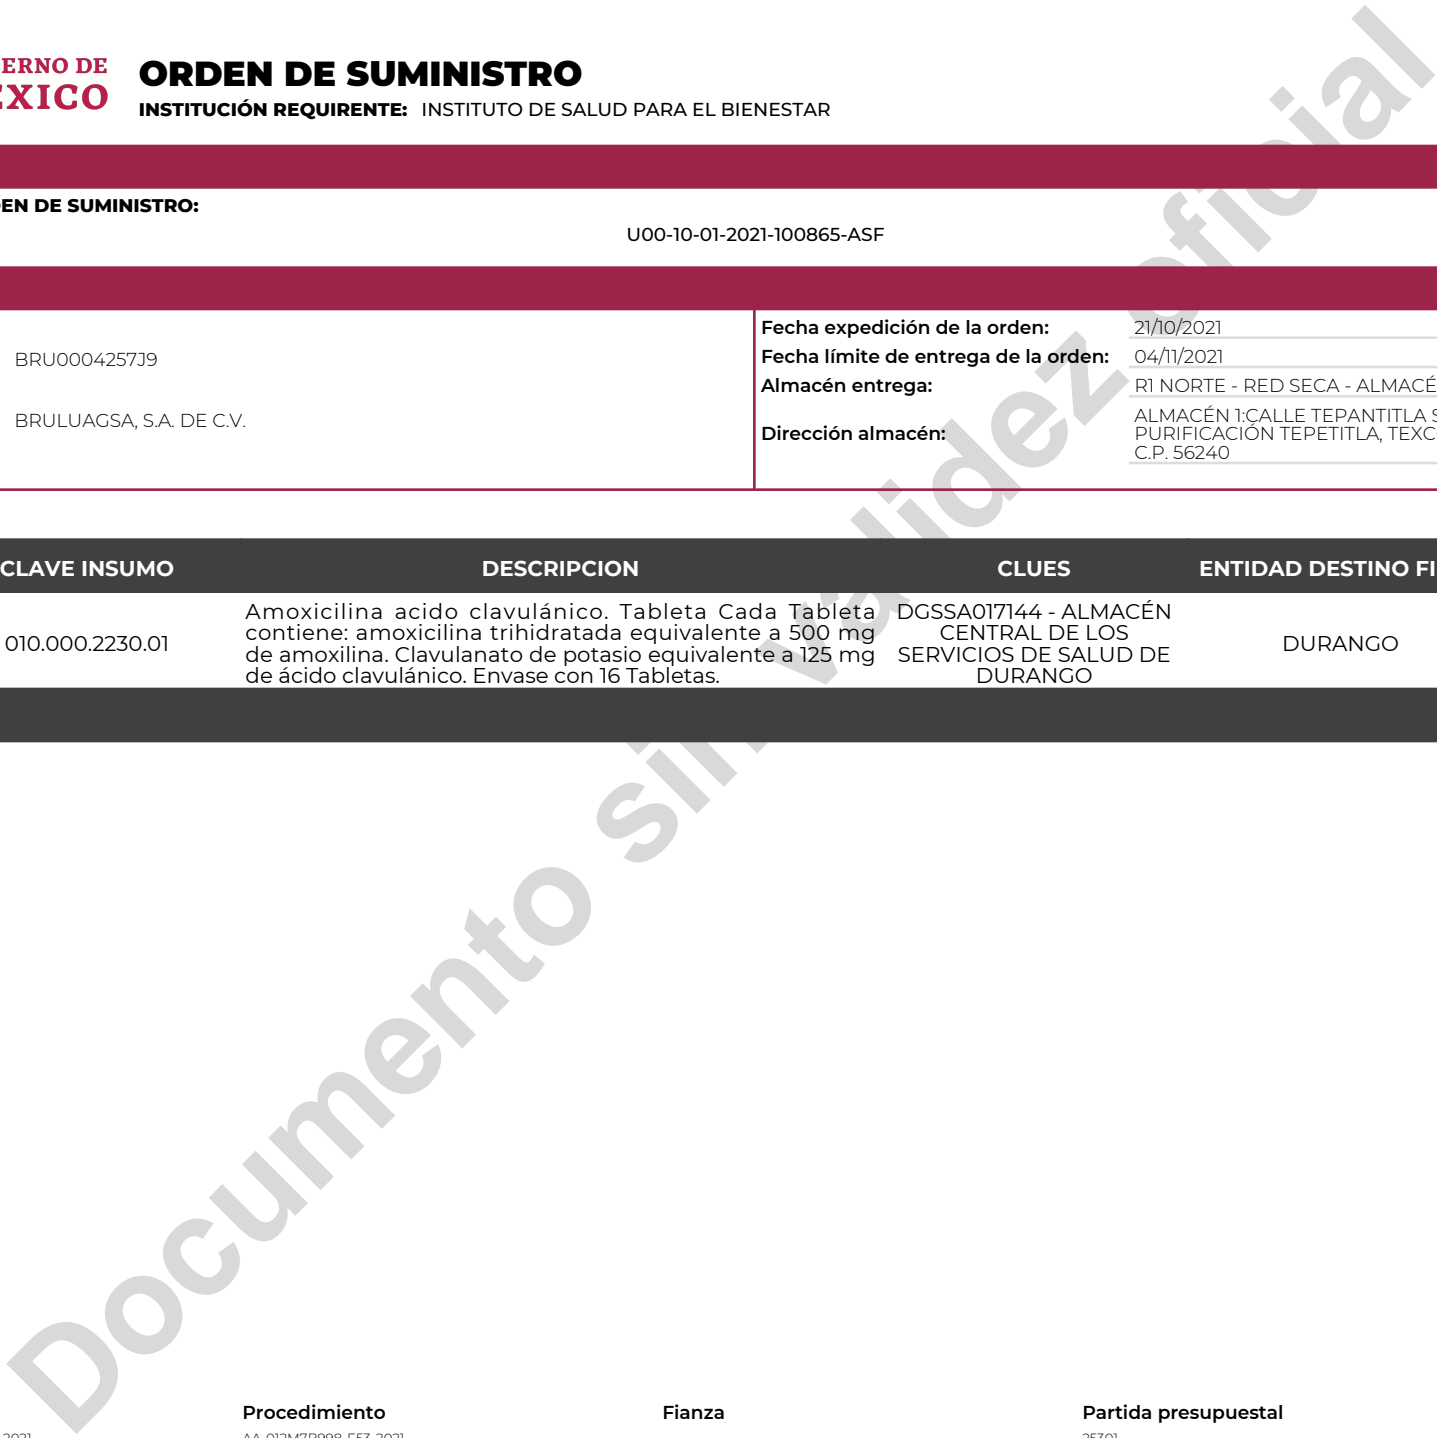 ERNO DE
ORDEN DE SUMINISTRO
INSTITUCIÓN REQUIRENTE: INSTITUTO DE SALUD PARA EL BIENESTAR
EN DE SUMINISTRO:
U00-10-01-2021-100865-ASF
BRU0004257J9
BRULUAGSA, S.A. DE C.V.
Fecha expedición de la orden: 21/10/2021
Fecha límite de entrega de la orden: 04/11/2021
Almacén entrega: R1 NORTE - RED SECA - ALMACÉ
Dirección almacén:
ALMACÉN 1:CALLE TEPANTITLA S
PURIFICACIÓN TEPETITLA, TEXC
C.P. 56240
CLAVE INSUMO DESCRIPCION CLUES ENTIDAD DESTINO FI
010.000.2230.01
Amoxicilina acido clavulánico. Tableta Cada Tableta
contiene: amoxicilina trihidratada equivalente a 500 mg
de amoxilina. Clavulanato de potasio equivalente a 125 mg
de ácido clavulánico. Envase con 16 Tabletas.
DGSSA017144 - ALMACÉN
CENTRAL DE LOS
SERVICIOS DE SALUD DE
DURANGO
DURANGO
Documento sin validez oficial
Procedimiento Fianza Partida presupuestal